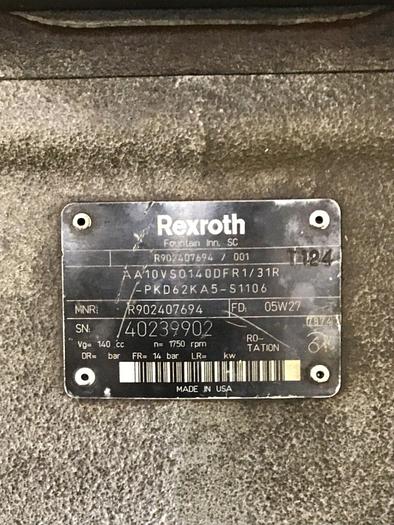 Rexroth
Fountain Inn, SC
R902407694 / 001 1124
AA10VSO140DFR1/31R
-PKD62KA5-S1106
MNR: R902407694 FD: 05W27
SN: 40239902 7874
Vg= 140 cc n= 1750 rpm RO-TATION
DR= bar FR= 14 bar LR= kw
MADE IN USA